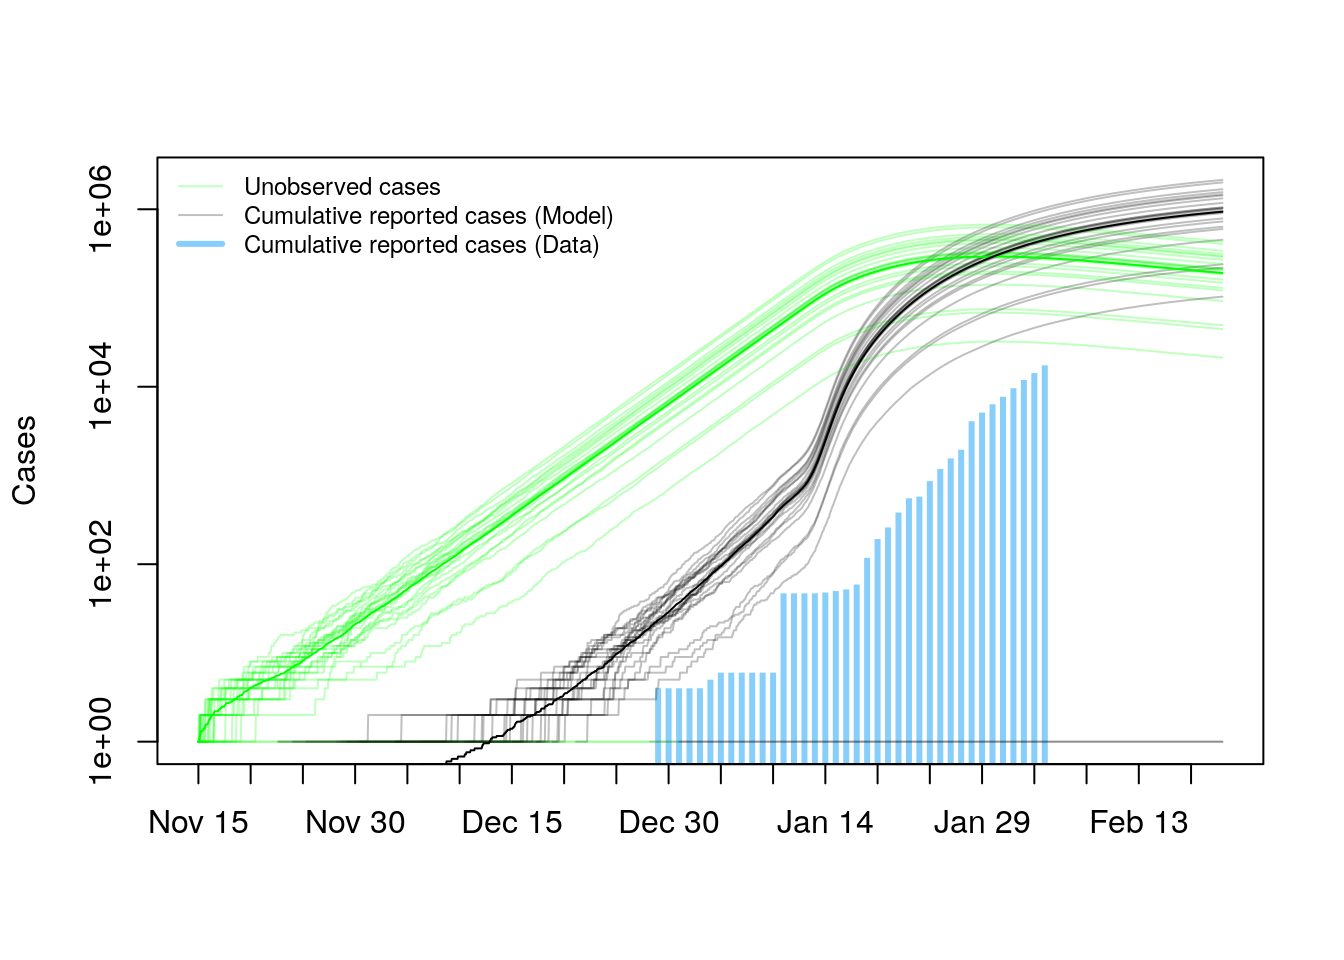 Unobserved cases
Cumulative reported cases (Model)
Cumulative reported cases (Data)
Cases
1e+06
1e+04
1e+02
1e+00
Nov 15 Nov 30 Dec 15 Dec 30 Jan 14 Jan 29 Feb 13